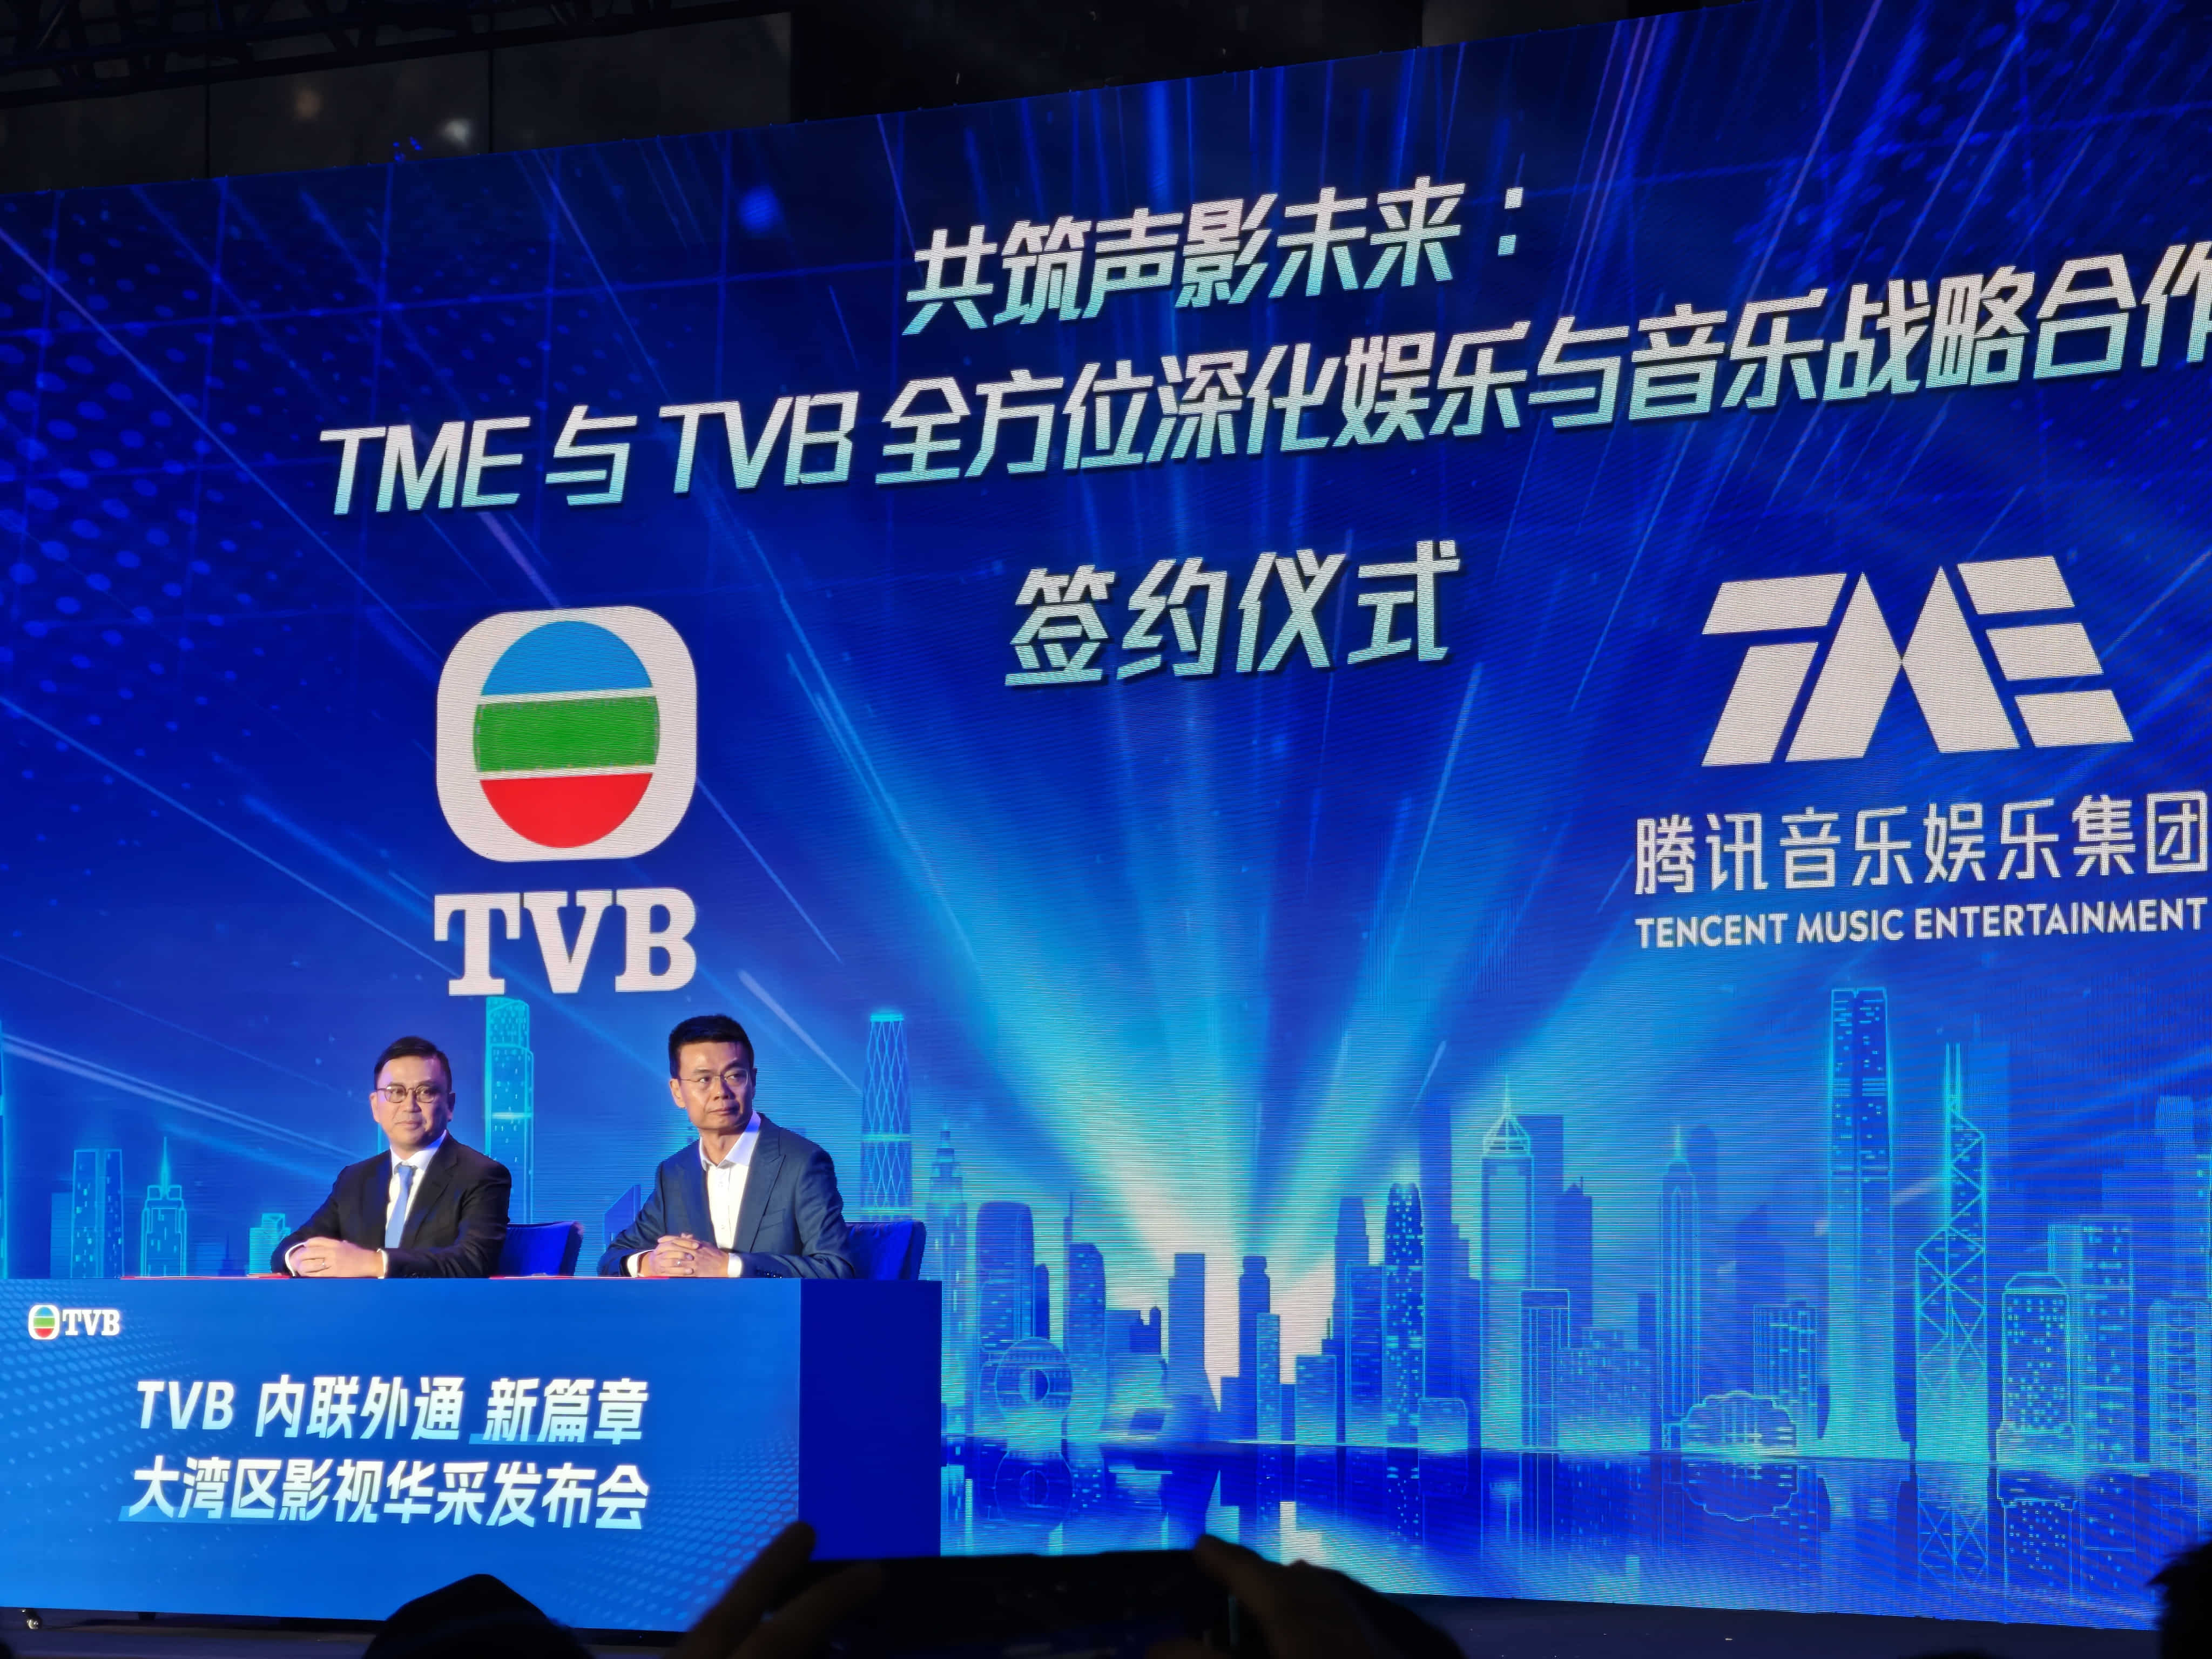 共筑声影未来：
TME 与 TVB 全方位深化娱乐与音乐战略合作
签约仪式
TVB
TME
腾讯音乐娱乐集团
TENCENT MUSIC ENTERTAINMENT
TVB
TVB 内联外通 新篇章
大湾区影视华采发布会